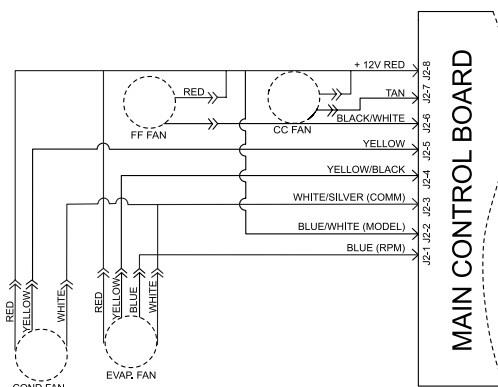 + 12V RED
J2-8
RED
TAN
J2-7
FF FAN
CC FAN
BLACK/WHITE
J2-6
YELLOW
J2-5
YELLOW/BLACK
J2-4
WHITE/SILVER (COMM)
J2-3
BLUE/WHITE (MODEL)
J2-2
BLUE (RPM)
J2-1
MAIN CONTROL BOARD
RED
YELLOW
WHITE
RED
YELLOW
BLUE
WHITE
EVAP. FAN
COND FAN